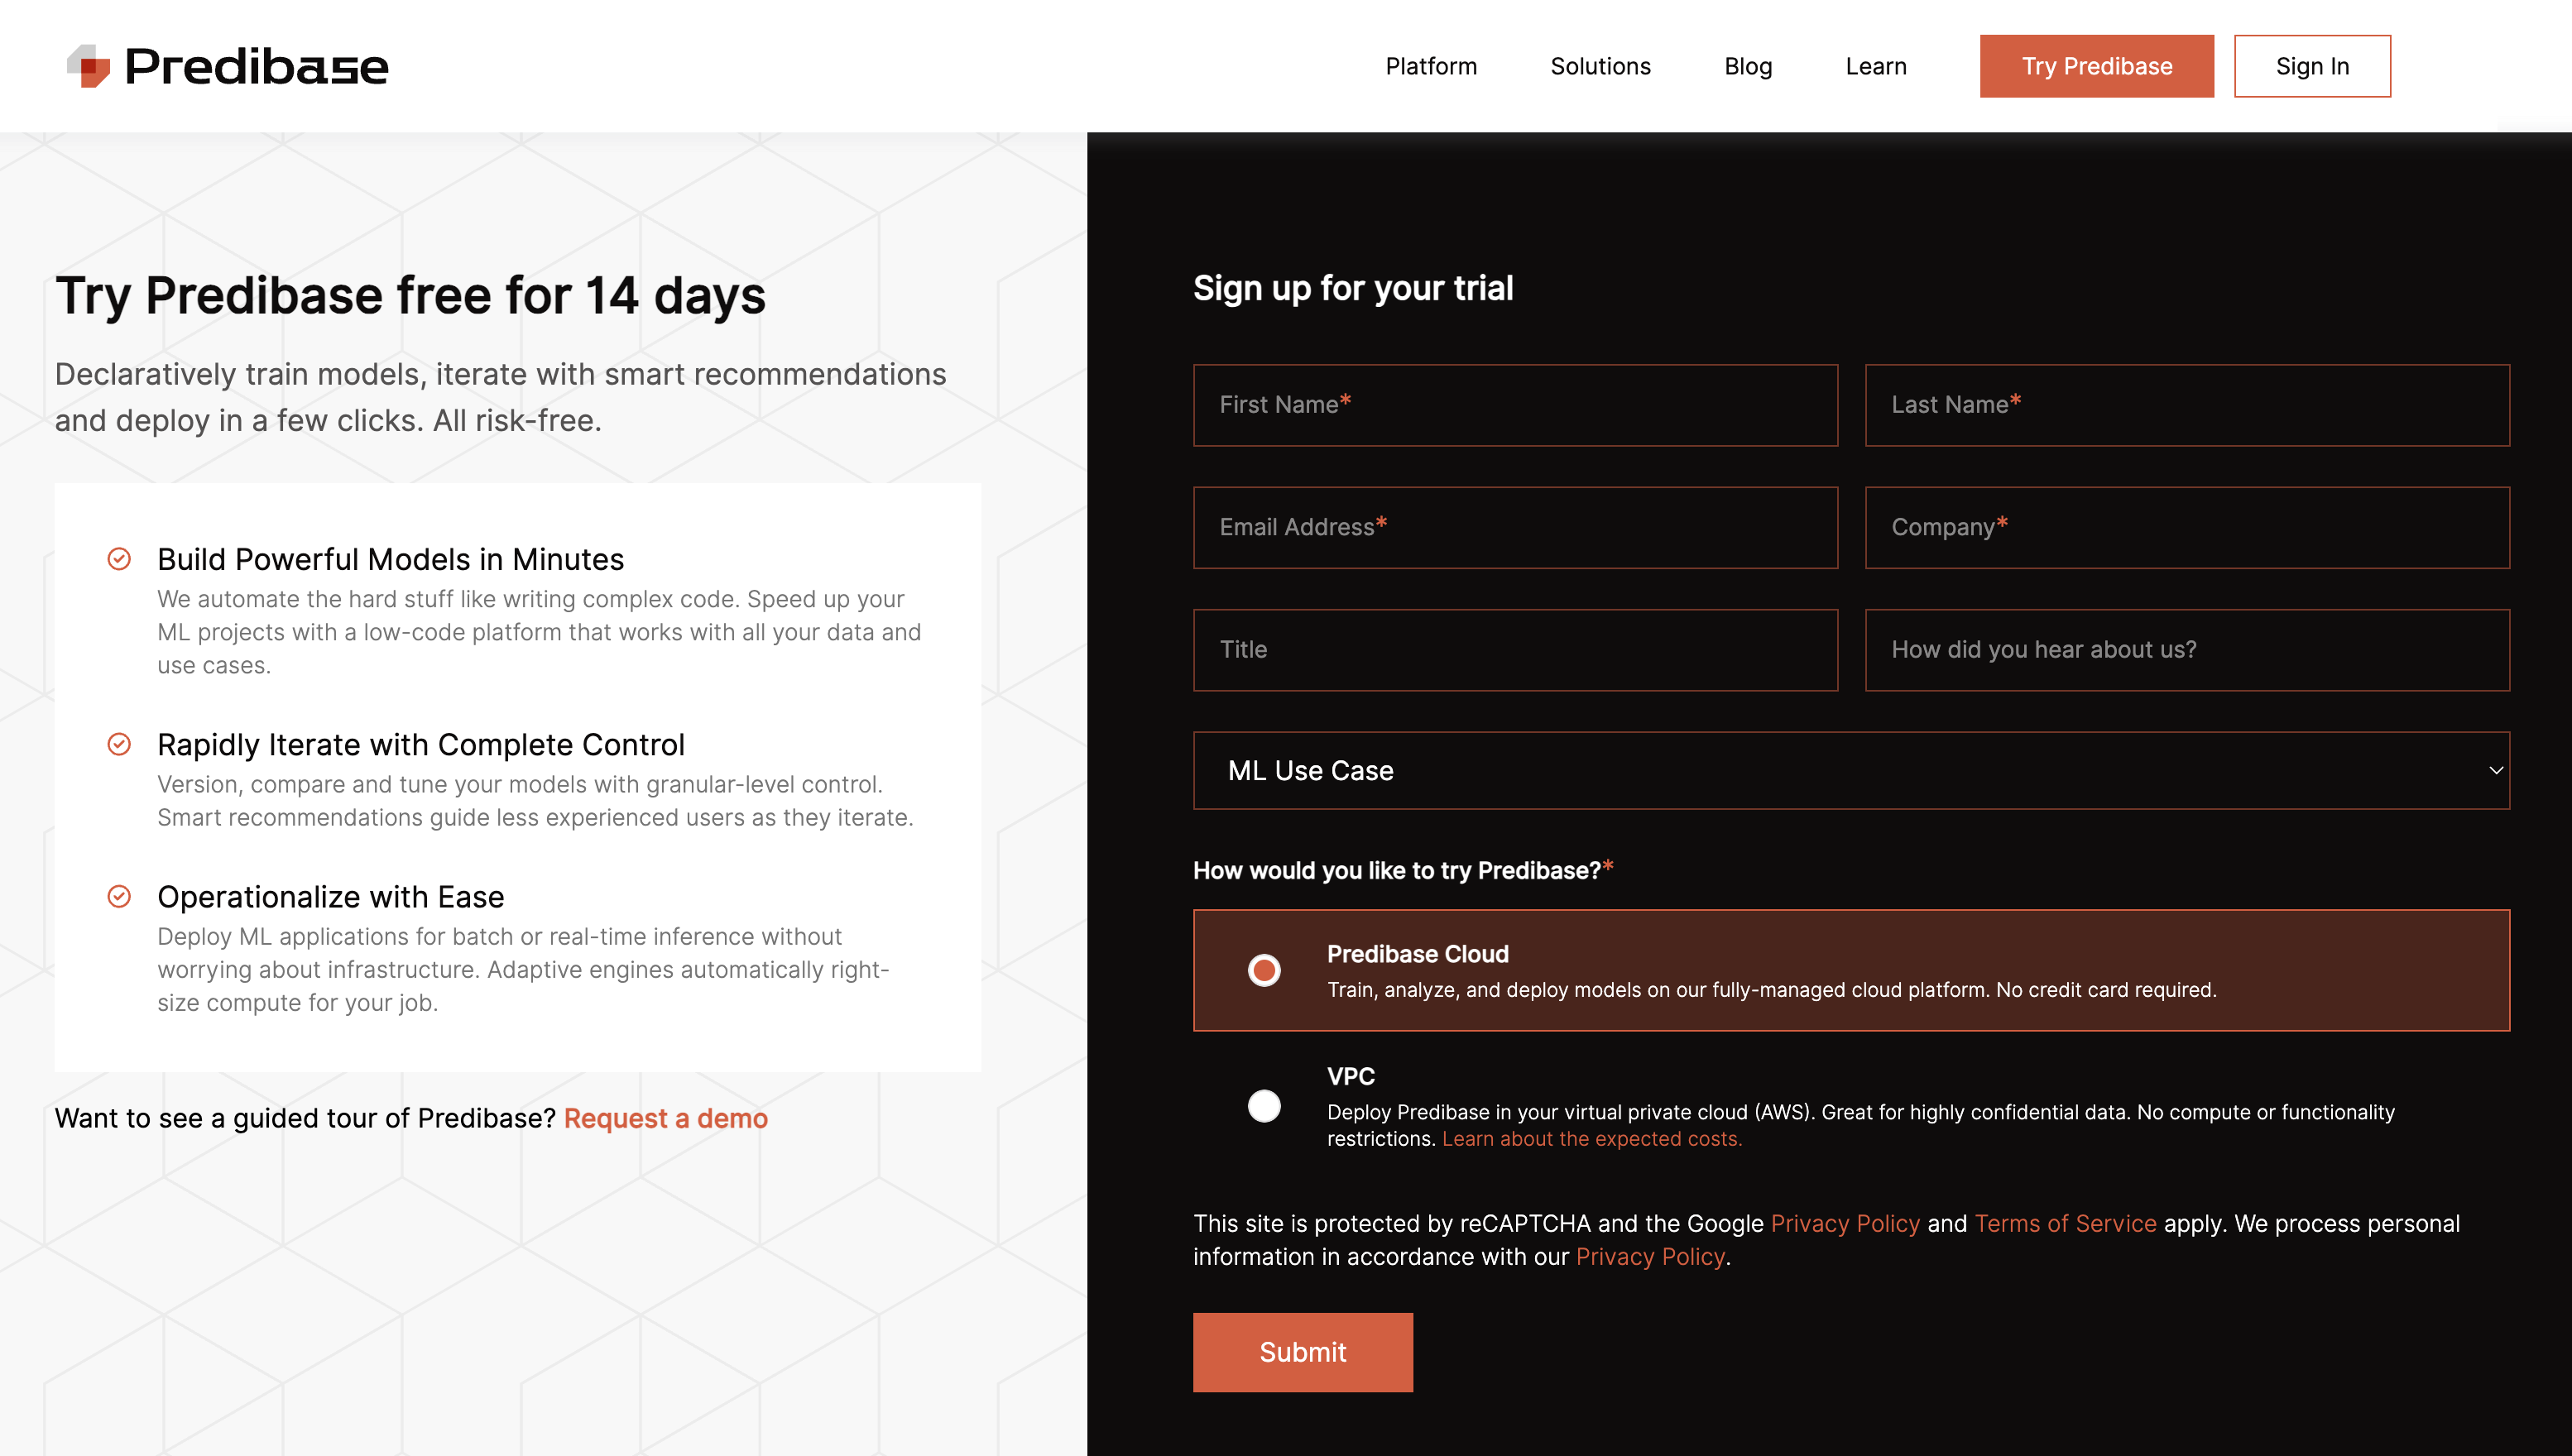 Predibase
Platform
Solutions
Blog
Learn
Try Predibase
Sign In
Try Predibase free for 14 days
Declaratively train models, iterate with smart recommendations
and deploy in a few clicks. All risk-free.
Build Powerful Models in Minutes
We automate the hard stuff like writing complex code. Speed up your
ML projects with a low-code platform that works with all your data and
use cases.
Rapidly Iterate with Complete Control
Version, compare and tune your models with granular-level control.
Smart recommendations guide less experienced users as they iterate.
Operationalize with Ease
Deploy ML applications for batch or real-time inference without
worrying about infrastructure. Adaptive engines automatically right-
size compute for your job.
Want to see a guided tour of Predibase? Request a demo
Sign up for your trial
First Name*
Last Name*
Email Address*
Company*
Title
How did you hear about us?
ML Use Case
How would you like to try Predibase?*
Predibase Cloud
Train, analyze, and deploy models on our fully-managed cloud platform. No credit card required.
VPC
Deploy Predibase in your virtual private cloud (AWS). Great for highly confidential data. No compute or functionality
restrictions. Learn about the expected costs.
This site is protected by reCAPTCHA and the Google Privacy Policy and Terms of Service apply. We process personal
information in accordance with our Privacy Policy.
Submit